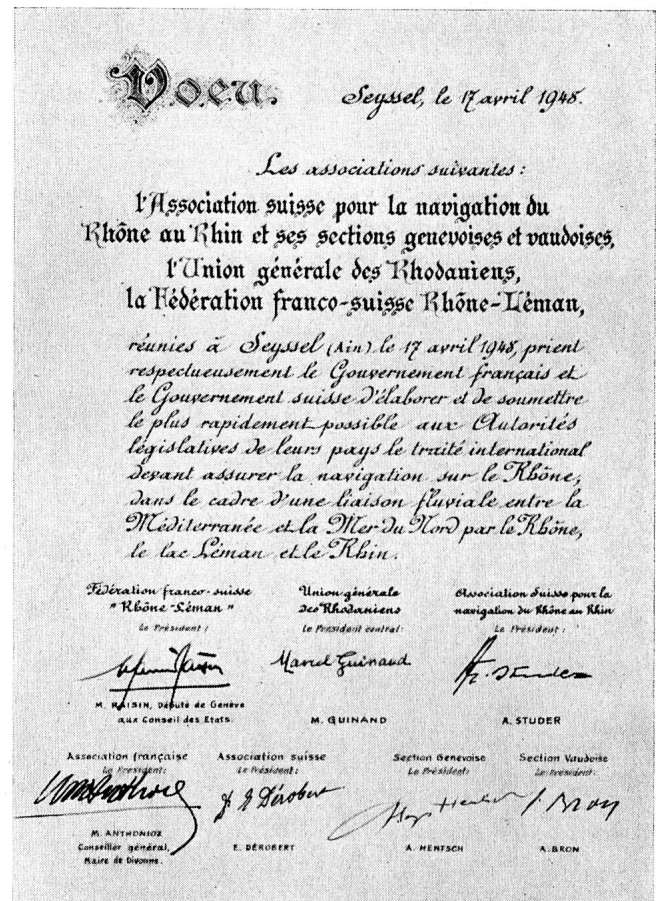 Voeu.
Seyssel, le 17 avril 1948.
Les associations suivantes :
l'Association suisse pour la navigation du
Rhône au Rhin et ses sections genevoises et vaudoises,
l'Union générale des Rhodaniens,
la Fédération franco-suisse Rhône-Léman,
réunies à Seyssel (Ain) le 17 avril 1948, prient
respectueusement le Gouvernement français et
le Gouvernement suisse d'élaborer et de soumettre
le plus rapidement possible aux Autorités
législatives de leurs pays le traité international
devant assurer la navigation sur le Rhône,
dans le cadre d'une liaison fluviale entre la
Méditerranée et la Mer du Nord par le Rhône,
le lac Léman et le Rhin.
Fédération franco-suisse
" Rhône-Léman "
Le Président :
M. RAISIN, Député de Genève
aux Conseil des Etats.
Union générale
des Rhodaniens
Le Président central :
Marcel Guinand
M. GUINAND
Association Suisse pour la
navigation du Rhône au Rhin
Le Président :
A. Studer
A. STUDER
Association française
Le Président :
M. ANTHONIOZ
Conseiller général,
Maire de Divonne.
Association suisse
Le Président :
E. Dérobert
E. DÉROBERT
Section Genevoise
Le Président :
Hentsch
A. HENTSCH
Section Vaudoise
Le Président :
Bron
A. BRON